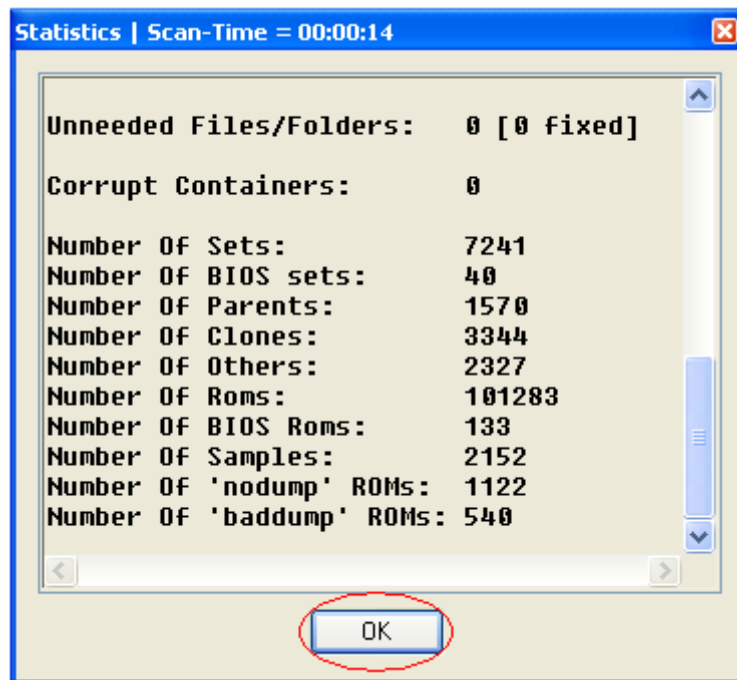 Statistics | Scan-Time = 00:00:14
Unneeded Files/Folders: 0 [0 fixed]
Corrupt Containers: 0
Number Of Sets: 7241
Number Of BIOS sets: 40
Number Of Parents: 1570
Number Of Clones: 3344
Number Of Others: 2327
Number Of Roms: 101283
Number Of BIOS Roms: 133
Number Of Samples: 2152
Number Of 'nodump' ROMs: 1122
Number Of 'baddump' ROMs: 540
OK